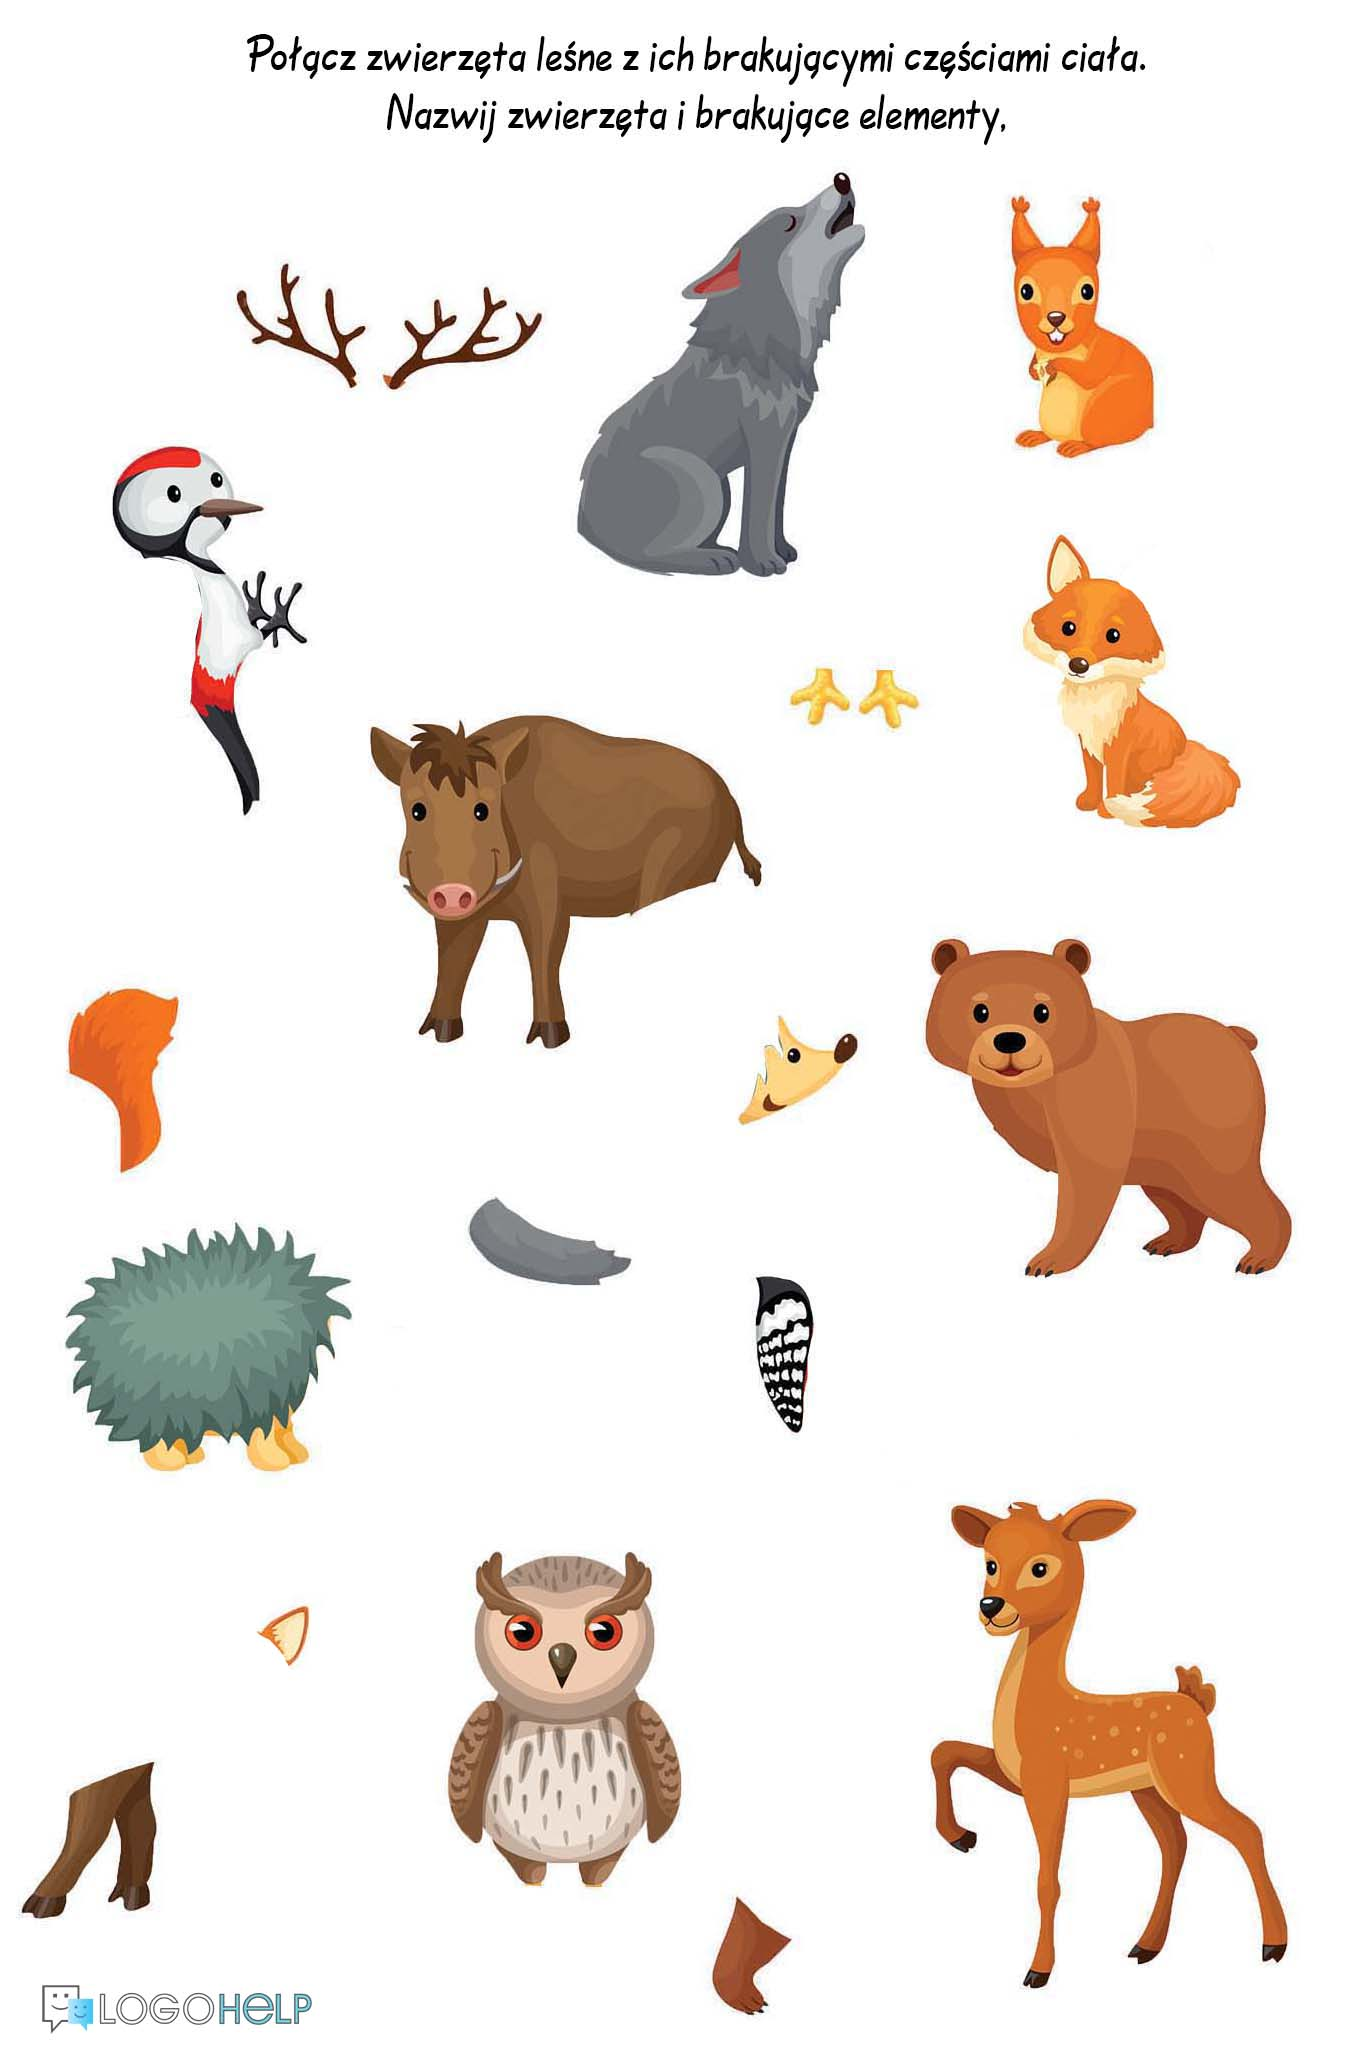 Połącz zwierzęta leśne z ich brakującymi częściami ciała.
Nazwij zwierzęta i brakujące elementy,
LOGOHELP